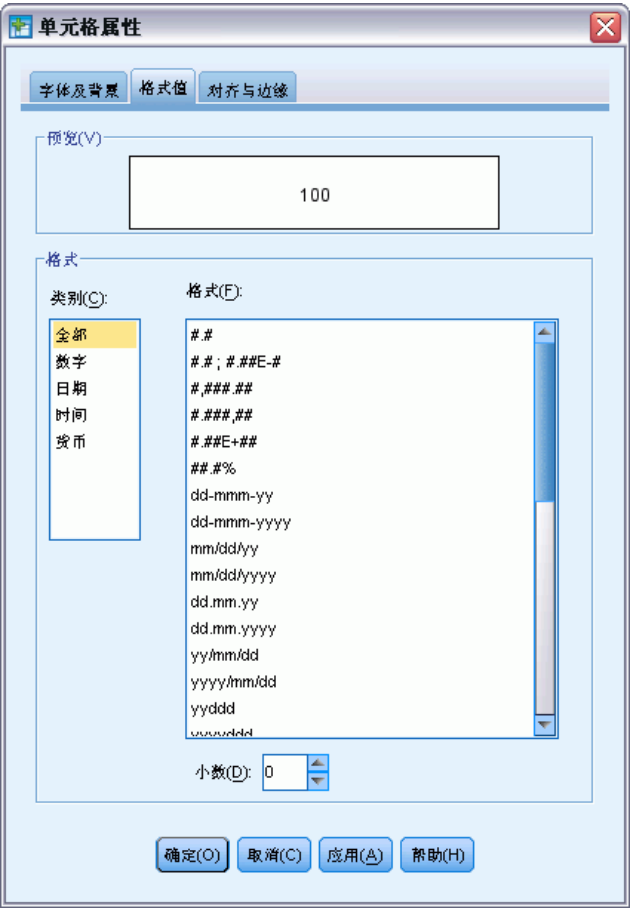 单元格属性
字体及背景 格式值 对齐与边缘
预览(V)
100
格式
类别(C): 格式(F):
全部
数字
日期
时间
货币
#.#
#.# ; #.##E-#
#,###.##
#.###,##
#.##E+##
##.#%
dd-mmm-yy
dd-mmm-yyyy
mm/dd/yy
mm/dd/yyyy
dd.mm.yy
dd.mm.yyyy
yy/mm/dd
yyyy/mm/dd
yyddd
yyyyddd
小数(D): 0
确定(O) 取消(C) 应用(A) 帮助(H)